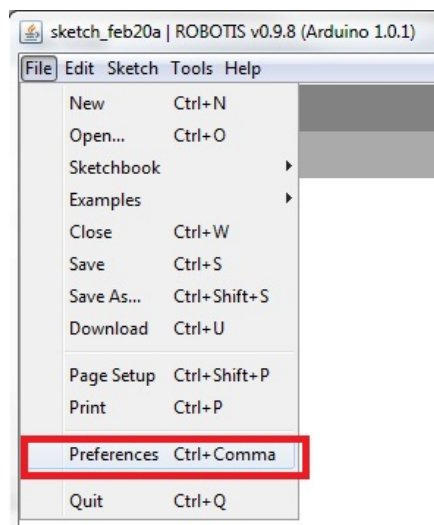 sketch_feb20a | ROBOTIS v0.9.8 (Arduino 1.0.1)
File Edit Sketch Tools Help
New Ctrl+N
Open... Ctrl+O
Sketchbook
Examples
Close Ctrl+W
Save Ctrl+S
Save As... Ctrl+Shift+S
Download Ctrl+U
Page Setup Ctrl+Shift+P
Print Ctrl+P
Preferences Ctrl+Comma
Quit Ctrl+Q